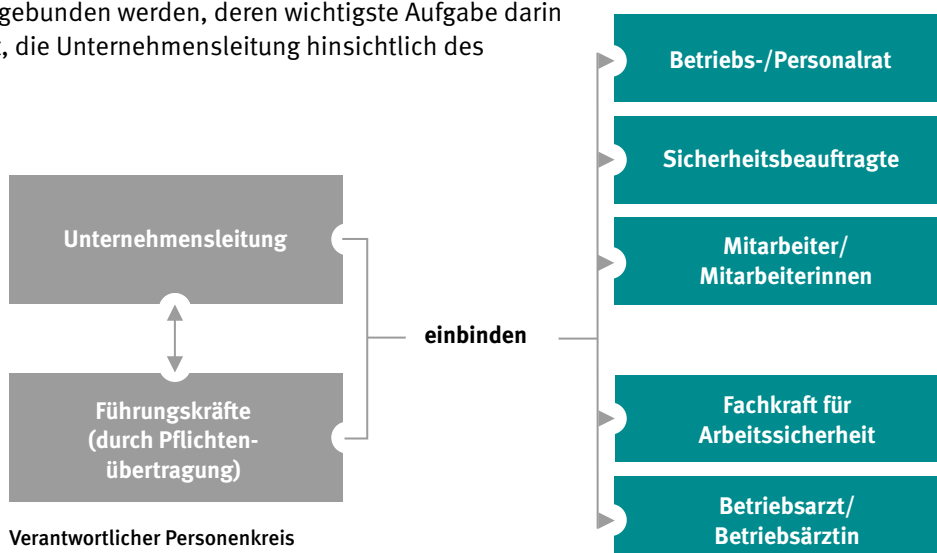 gebunden werden, deren wichtigste Aufgabe darin
, die Unternehmensleitung hinsichtlich des
Unternehmensleitung
Führungskräfte
(durch Pflichten-
übertragung)
Verantwortlicher Personenkreis
einbinden
Betriebs-/Personalrat
Sicherheitsbeauftragte
Mitarbeiter/
Mitarbeiterinnen
Fachkraft für
Arbeitssicherheit
Betriebsarzt/
Betriebsärztin